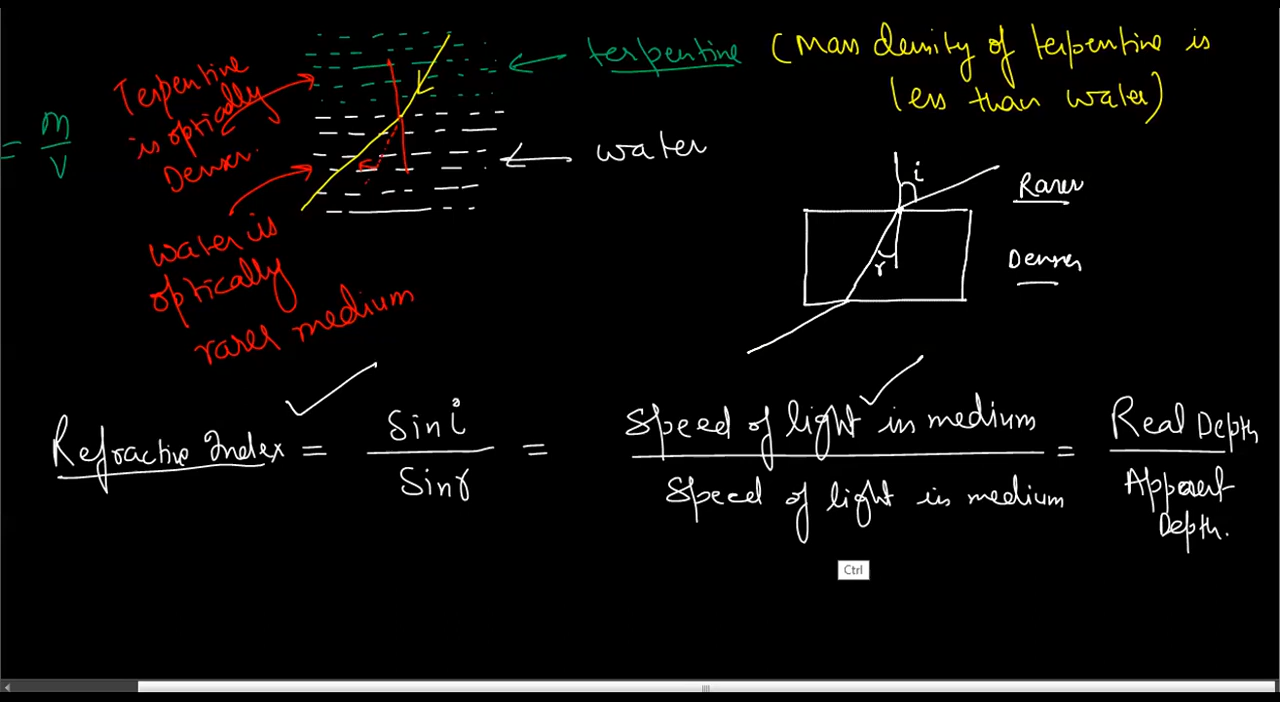 terpentine (Mass density of terpentine is
less than water)
Terpentine
is optically
Denser.
= m/v
water
water is
optically
rarer medium
i
Rarer
r
Denser
Refractive Index = Sin i / Sin r = Speed of light in medium / Speed of light in medium = Real Depth / Apparent Depth.
Ctrl